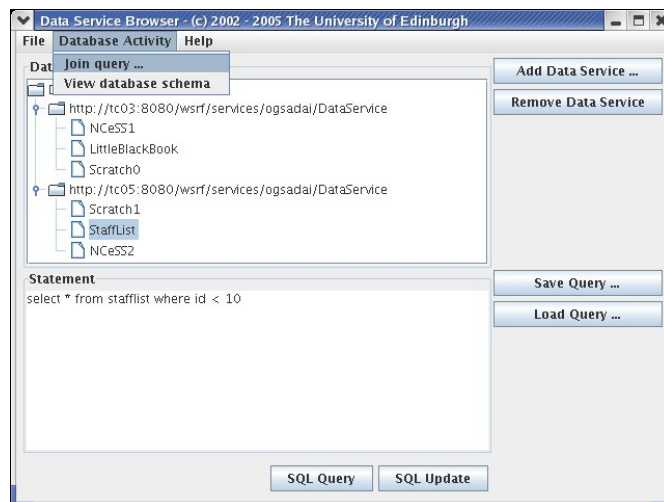 Data Service Browser - (c) 2002 - 2005 The University of Edinburgh
File Database Activity Help
Join query ...
View database schema
Add Data Service ...
Remove Data Service
http://tc03:8080/wsrf/services/ogsadai/DataService
NCeSS1
LittleBlackBook
Scratch0
http://tc05:8080/wsrf/services/ogsadai/DataService
Scratch1
StaffList
NCeSS2
Statement
select * from stafflist where id < 10
Save Query ...
Load Query ...
SQL Query
SQL Update